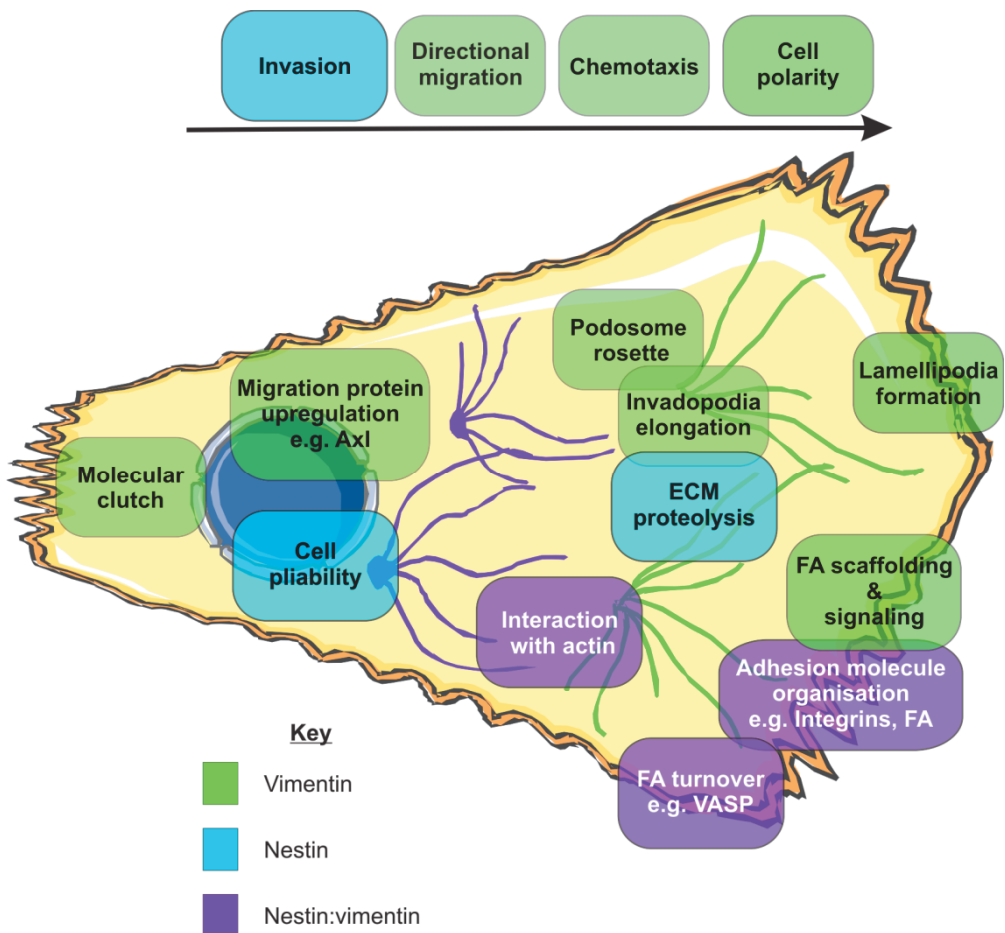 Invasion
Directional
migration
Chemotaxis
Cell
polarity
Podosome
rosette
Lamellipodia
formation
Migration protein
upregulation
e.g. Axl
Invadopodia
elongation
Molecular
clutch
ECM
proteolysis
Cell
pliability
FA scaffolding
&
signaling
Interaction
with actin
Adhesion molecule
organisation
e.g. Integrins, FA
FA turnover
e.g. VASP
Key
Vimentin
Nestin
Nestin:vimentin